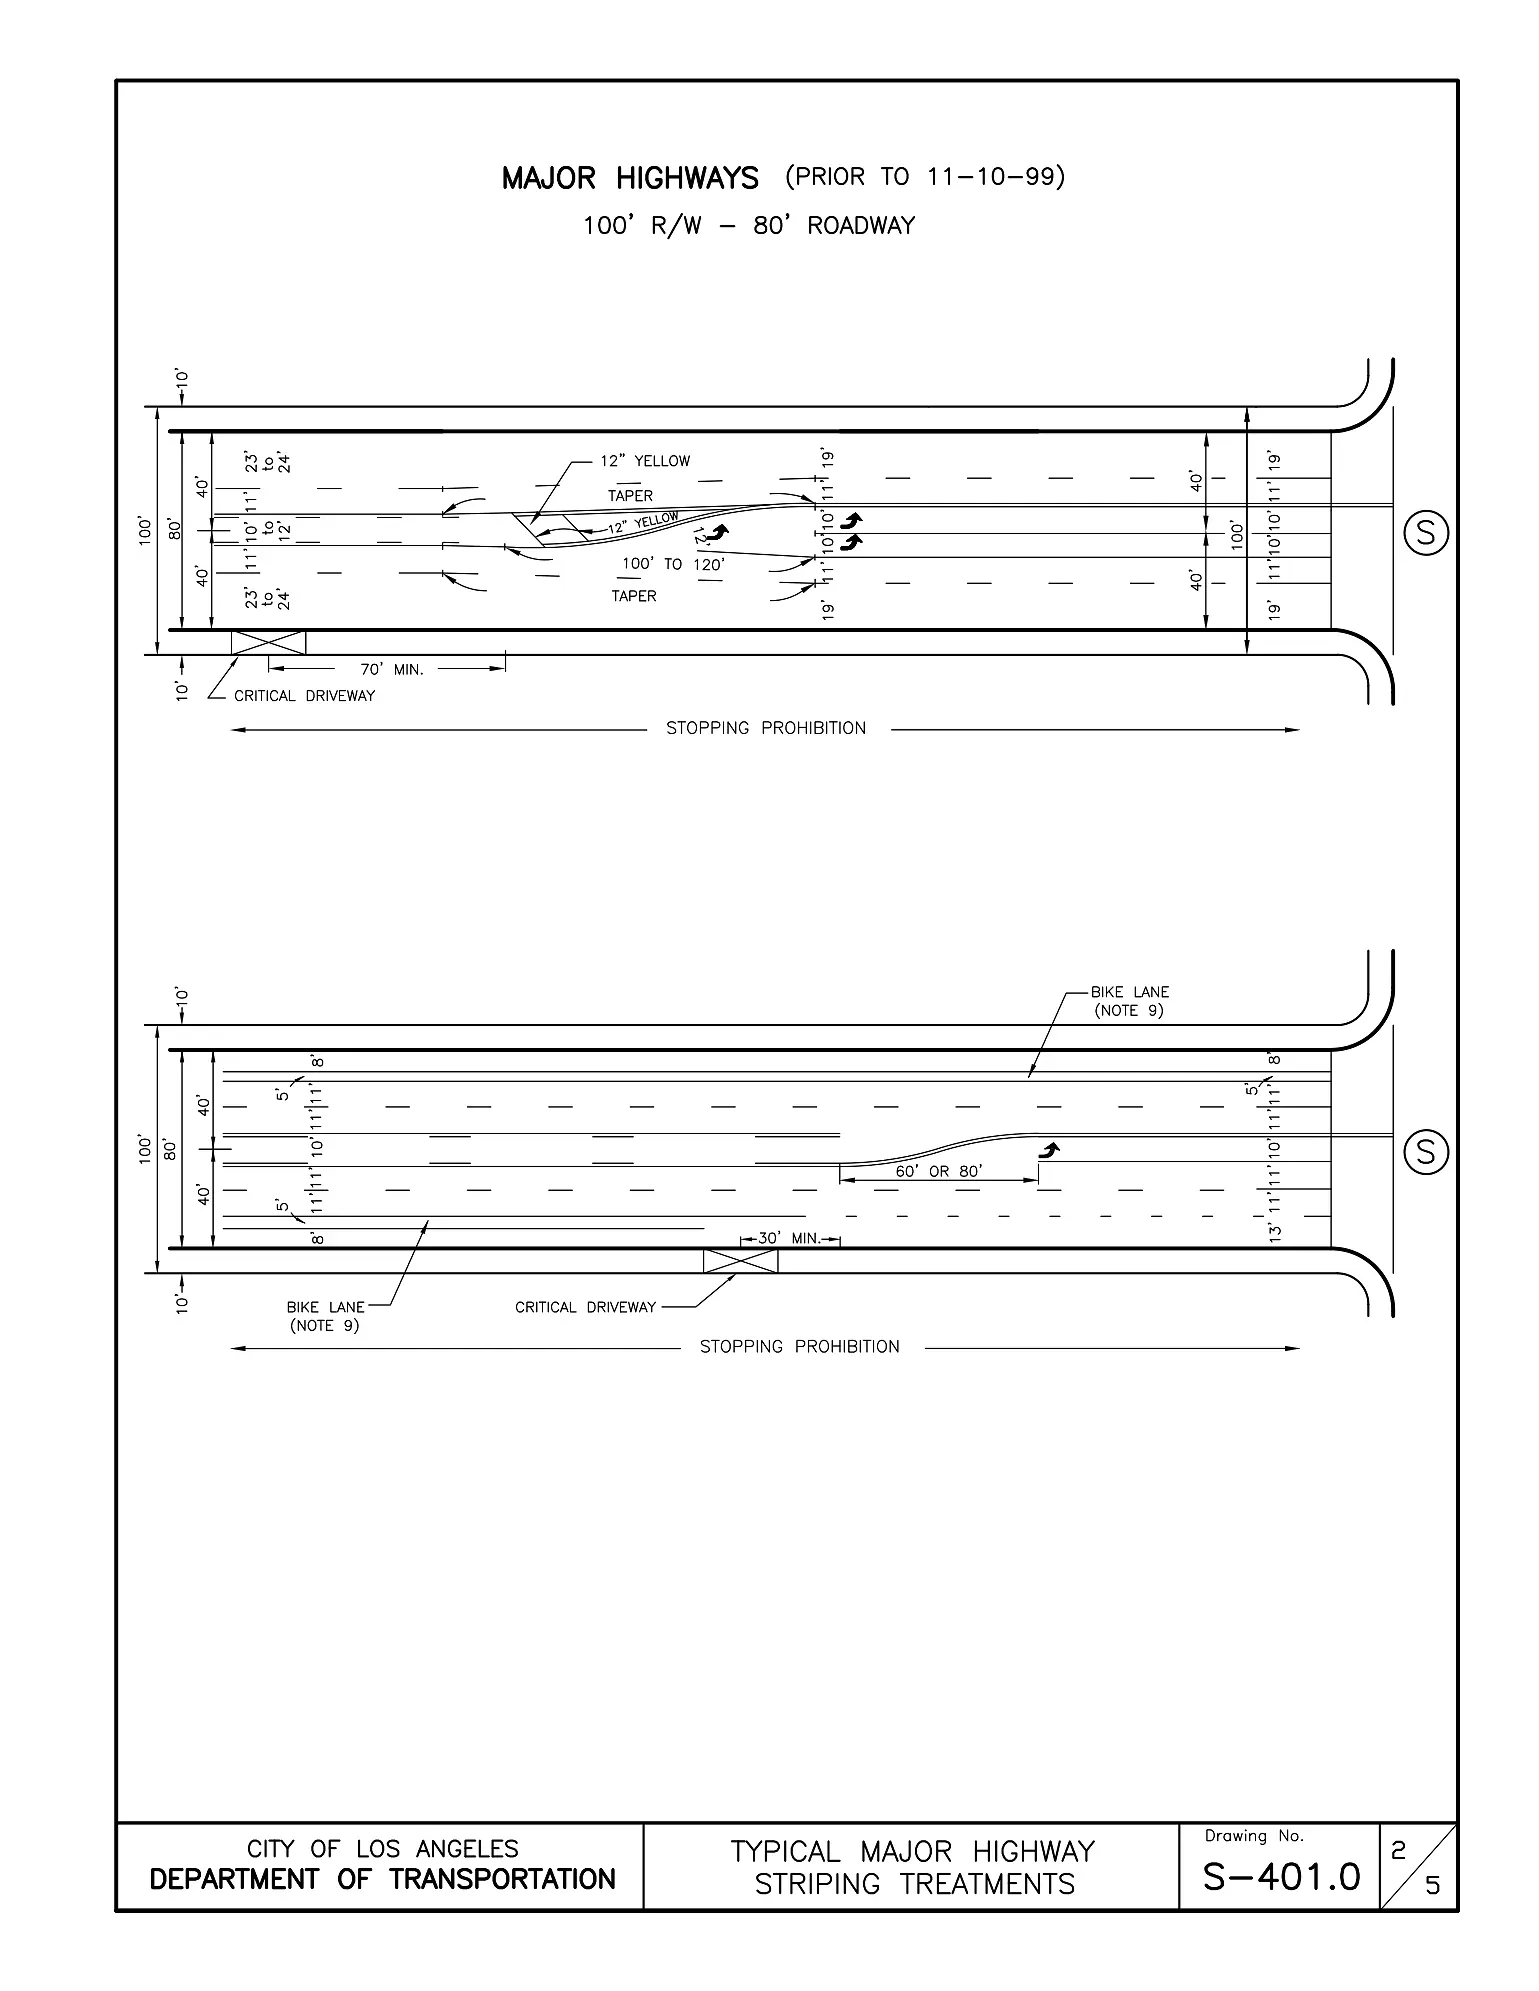 MAJOR HIGHWAYS (PRIOR TO 11-10-99)
100' R/W - 80' ROADWAY
10'
100'
80'
40'
40'
23' to 24'
11'
10' to 12'
11'
23' to 24'
12" YELLOW
TAPER
12" YELLOW
12'
100' TO 120'
TAPER
19'
11'
10'
10'
11'
19'
40'
40'
100'
19'
11'
10'
10'
11'
19'
S
70' MIN.
10'
CRITICAL DRIVEWAY
STOPPING PROHIBITION
BIKE LANE
(NOTE 9)
10'
100'
80'
40'
40'
8'
5'
11'
11'
10'
11'
11'
5'
8'
60' OR 80'
30' MIN.
8'
5'
11'
11'
10'
11'
11'
13'
S
10'
BIKE LANE
(NOTE 9)
CRITICAL DRIVEWAY
STOPPING PROHIBITION
CITY OF LOS ANGELES
DEPARTMENT OF TRANSPORTATION
TYPICAL MAJOR HIGHWAY
STRIPING TREATMENTS
Drawing No.
S-401.0
2/5